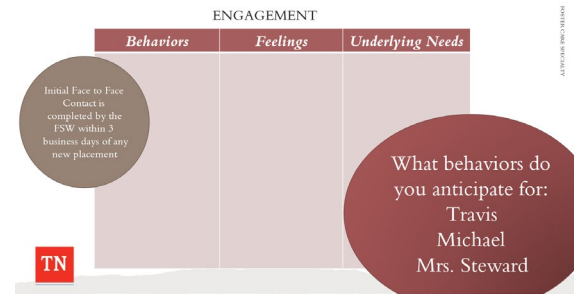 ENGAGEMENT
FOSTER CARE SPECIALTY
Behaviors
Feelings
Underlying Needs
Initial Face to Face
Contact is
completed by the
FSW within 3
business days of any
new placement
What behaviors do
you anticipate for:
Travis
Michael
Mrs. Steward
TN